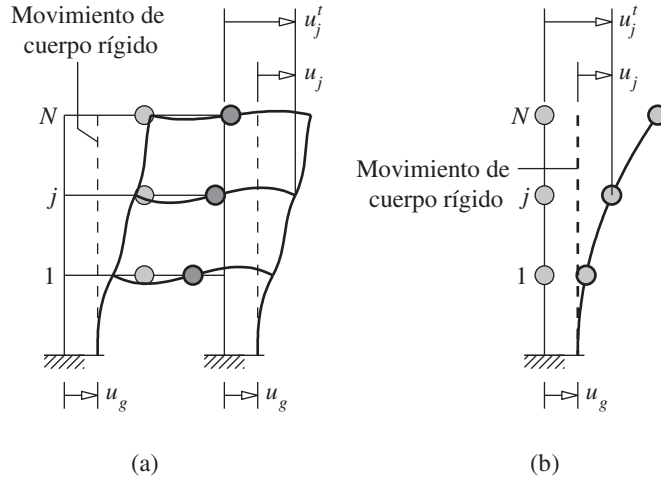 Movimiento de
cuerpo rígido
u_j^t
u_j
N
j
1
u_g
u_g
(a)
u_j^t
u_j
N
Movimiento de
cuerpo rígido
j
1
u_g
(b)